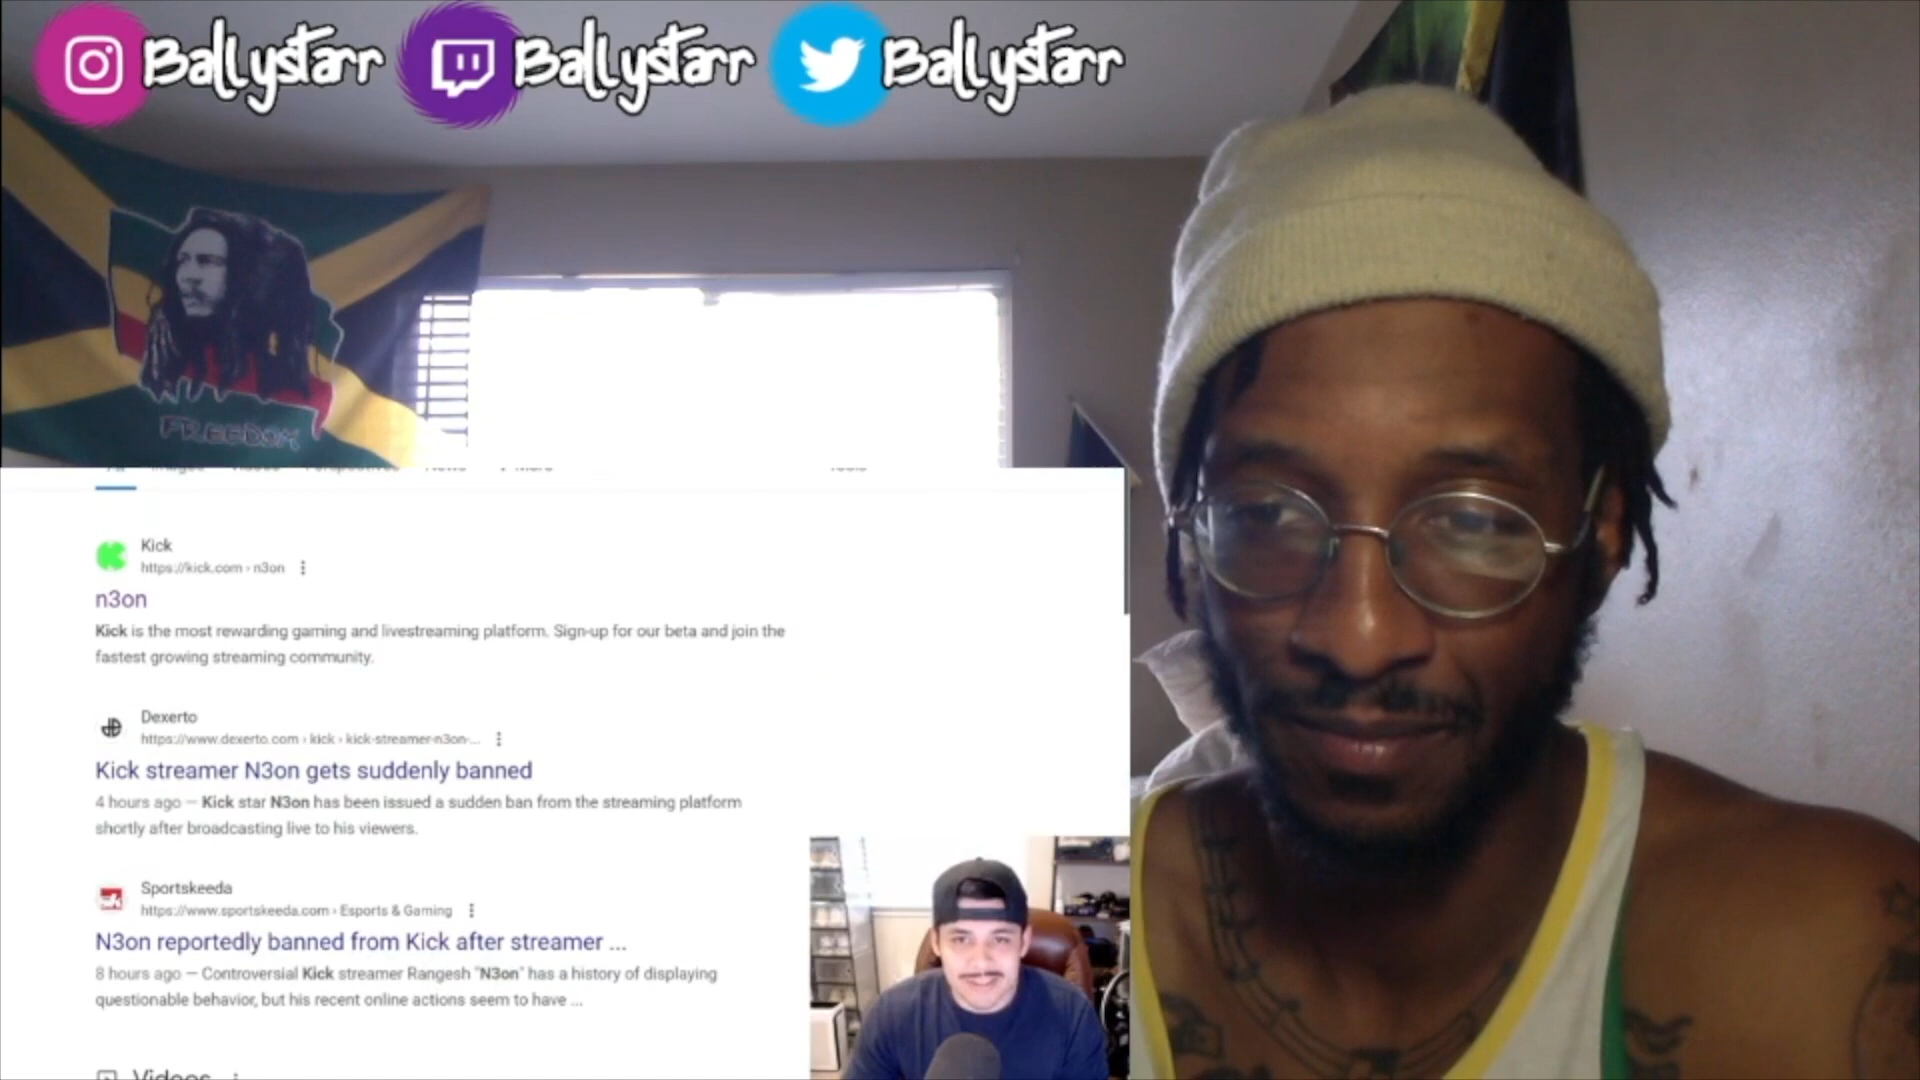 Ballystarr Ballystarr Ballystarr
FREEDOM
Kick
https://kick.com › n3on
n3on
Kick is the most rewarding gaming and livestreaming platform. Sign-up for our beta and join the
fastest growing streaming community.
Dexerto
https://www.dexerto.com › kick › kick-streamer-n3on-...
Kick streamer N3on gets suddenly banned
4 hours ago — Kick star N3on has been issued a sudden ban from the streaming platform
shortly after broadcasting live to his viewers.
Sportskeeda
https://www.sportskeeda.com › Esports & Gaming
N3on reportedly banned from Kick after streamer ...
8 hours ago — Controversial Kick streamer Rangesh "N3on" has a history of displaying
questionable behavior, but his recent online actions seem to have ...
Videos